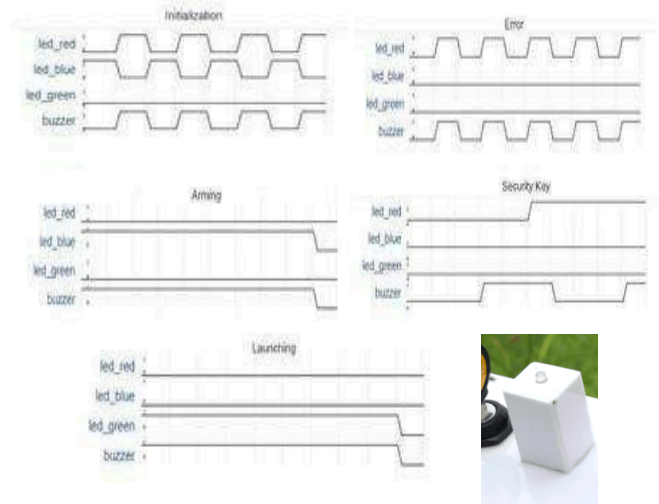 Initialization
led_red
led_blue
led_green
buzzer
Error
led_red
led_blue
led_green
buzzer
Arming
led_red
led_blue
led_green
buzzer
Security Key
led_red
led_blue
led_green
buzzer
Launching
led_red
led_blue
led_green
buzzer